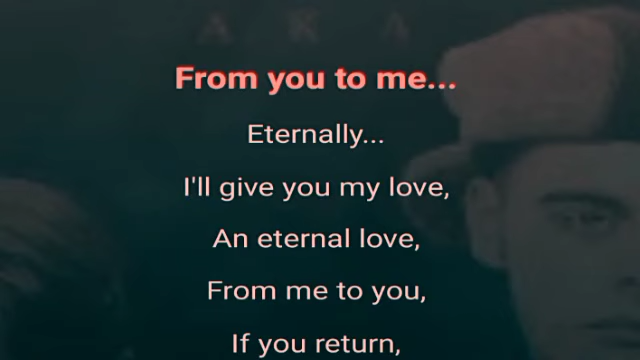 A K A
From you to me...
Eternally...
I'll give you my love,
An eternal love,
From me to you,
If you return,